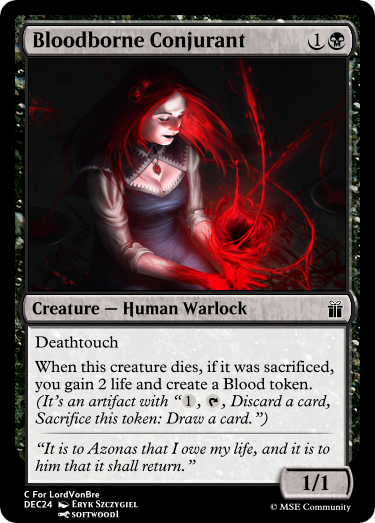 Bloodborne Conjurant 1
Creature — Human Warlock
Deathtouch
When this creature dies, if it was sacrificed,
you gain 2 life and create a Blood token.
(It's an artifact with “1, , Discard a card,
Sacrifice this token: Draw a card.”)
“It is to Azonas that I owe my life, and it is to
him that it shall return.”
1/1
C For LordVonBre
DEC24 Eryk Szczygiel
softwood1
© MSE Community